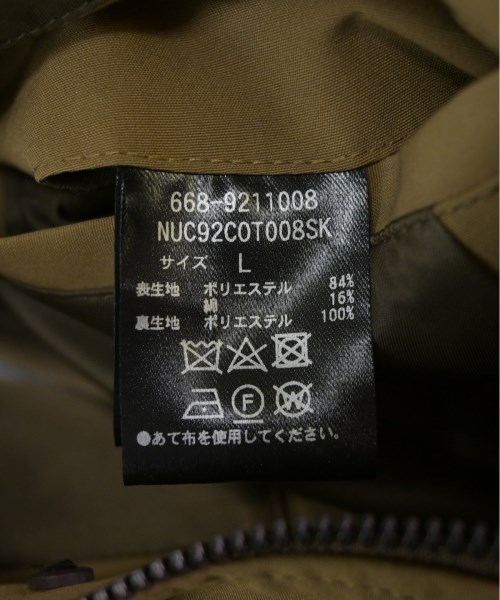 668-9211008
NUC92COT008SK
サイズ L
表生地 ポリエステル 84%
綿 16%
裏生地 ポリエステル 100%
F W
●あて布を使用してください。